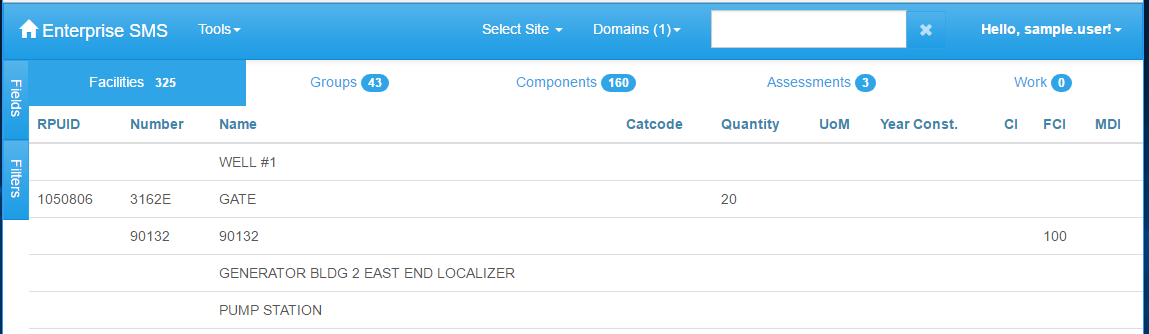 Enterprise SMS Tools Select Site Domains (1) Hello, sample.user!
Fields
Filters
Facilities 325 Groups 43 Components 160 Assessments 3 Work 0
RPUID Number Name Catcode Quantity UoM Year Const. CI FCI MDI
WELL #1
1050806 3162E GATE 20
90132 90132 100
GENERATOR BLDG 2 EAST END LOCALIZER
PUMP STATION